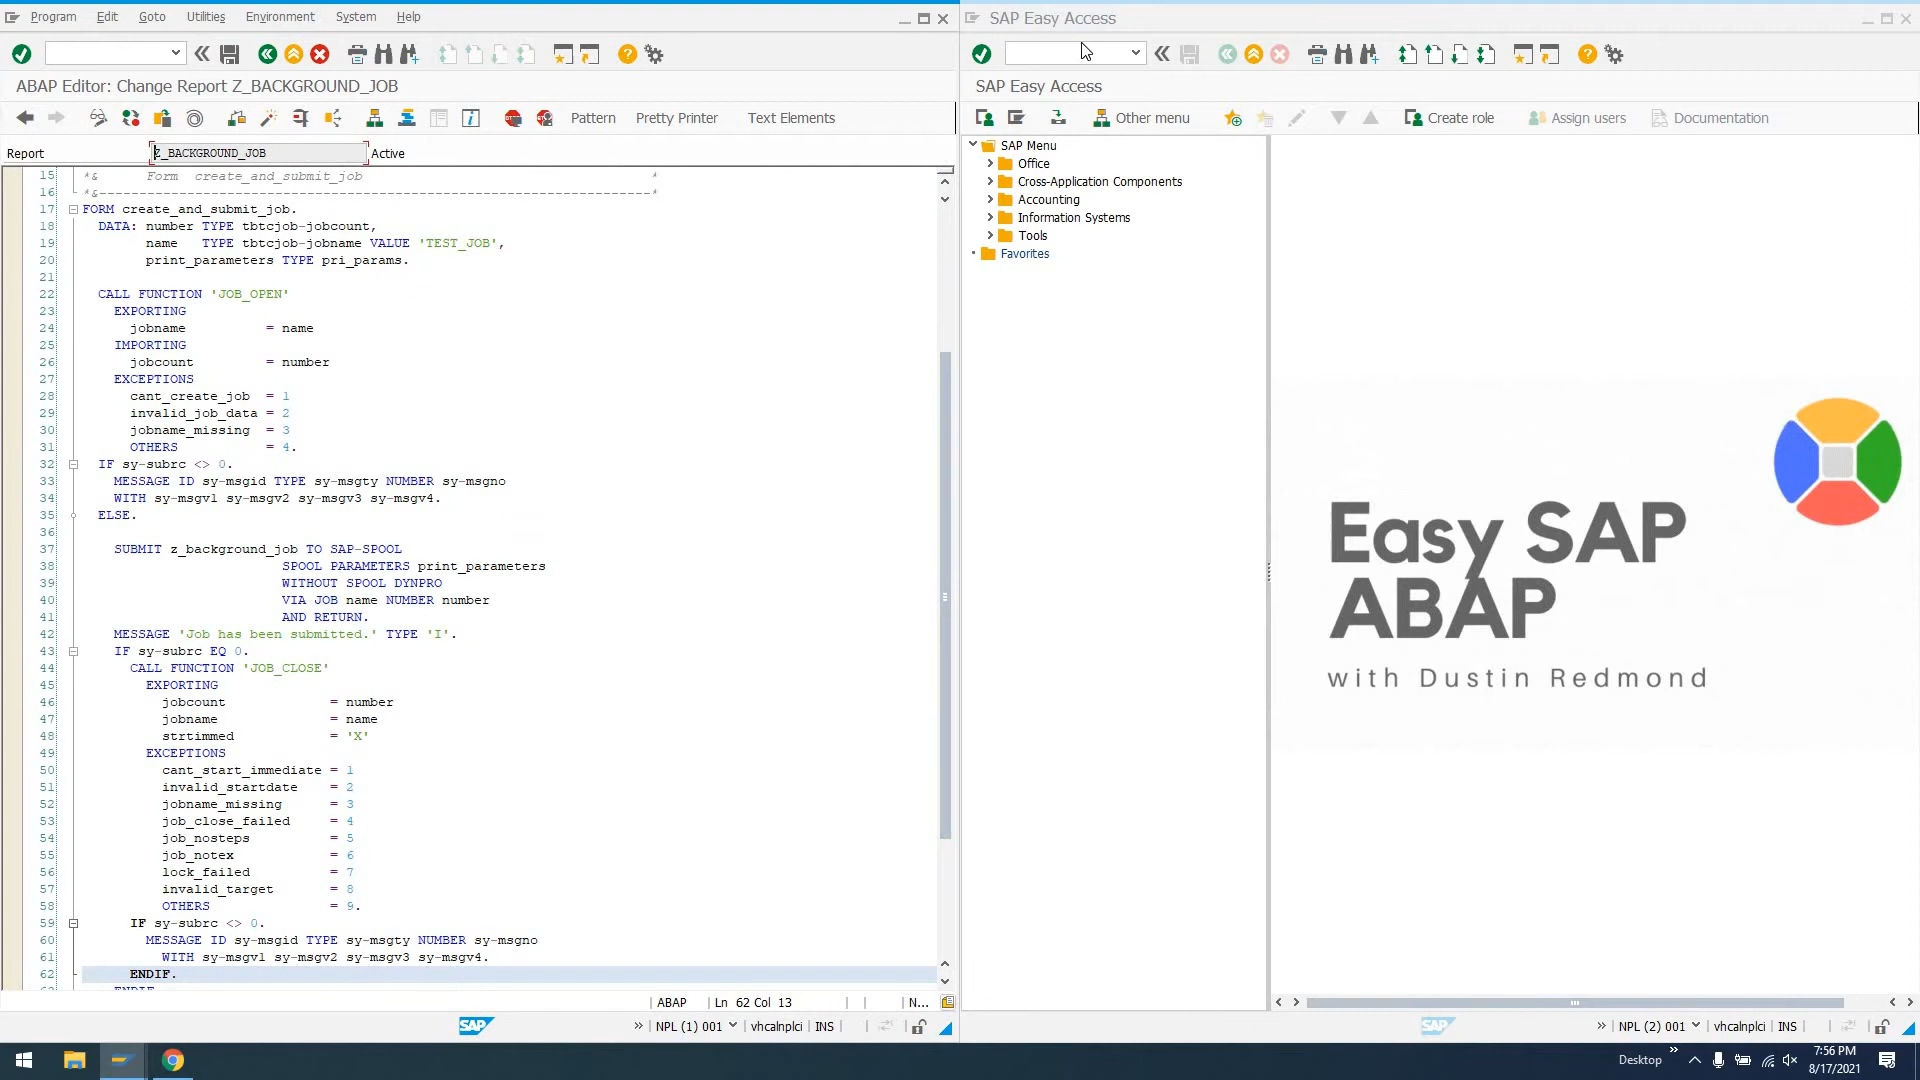 Program Edit Goto Utilities Environment System Help
ABAP Editor: Change Report Z_BACKGROUND_JOB
Pattern Pretty Printer Text Elements
Report Z_BACKGROUND_JOB Active
15 *& Form create_and_submit_job *
16 *&---------------------------------------------------------------------*
17 FORM create_and_submit_job.
18 DATA: number TYPE tbtcjob-jobcount,
19 name TYPE tbtcjob-jobname VALUE 'TEST_JOB',
20 print_parameters TYPE pri_params.
21
22 CALL FUNCTION 'JOB_OPEN'
23 EXPORTING
24 jobname = name
25 IMPORTING
26 jobcount = number
27 EXCEPTIONS
28 cant_create_job = 1
29 invalid_job_data = 2
30 jobname_missing = 3
31 OTHERS = 4.
32 IF sy-subrc <> 0.
33 MESSAGE ID sy-msgid TYPE sy-msgty NUMBER sy-msgno
34 WITH sy-msgv1 sy-msgv2 sy-msgv3 sy-msgv4.
35 ELSE.
36
37 SUBMIT z_background_job TO SAP-SPOOL
38 SPOOL PARAMETERS print_parameters
39 WITHOUT SPOOL DYNPRO
40 VIA JOB name NUMBER number
41 AND RETURN.
42 MESSAGE 'Job has been submitted.' TYPE 'I'.
43 IF sy-subrc EQ 0.
44 CALL FUNCTION 'JOB_CLOSE'
45 EXPORTING
46 jobcount = number
47 jobname = name
48 strtimmed = 'X'
49 EXCEPTIONS
50 cant_start_immediate = 1
51 invalid_startdate = 2
52 jobname_missing = 3
53 job_close_failed = 4
54 job_nosteps = 5
55 job_notex = 6
56 lock_failed = 7
57 invalid_target = 8
58 OTHERS = 9.
59 IF sy-subrc <> 0.
60 MESSAGE ID sy-msgid TYPE sy-msgty NUMBER sy-msgno
61 WITH sy-msgv1 sy-msgv2 sy-msgv3 sy-msgv4.
62 ENDIF.
ABAP Ln 62 Col 13 N...
SAP » NPL (1) 001 vhcalnplci INS
SAP Easy Access
SAP Easy Access
Other menu Create role Assign users Documentation
SAP Menu
Office
Cross-Application Components
Accounting
Information Systems
Tools
Favorites
Easy SAP
ABAP
with Dustin Redmond
SAP » NPL (2) 001 vhcalnplci INS
Desktop » 7:56 PM
8/17/2021